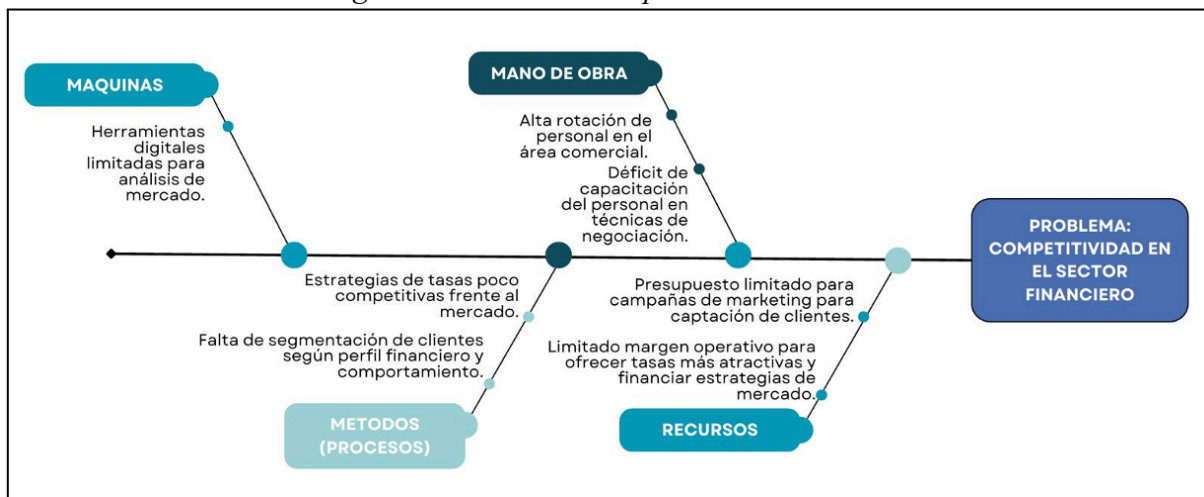 MAQUINAS
Herramientas
digitales
limitadas para
análisis de
mercado.
MANO DE OBRA
Alta rotación de
personal en el
área comercial.
Déficit de
capacitación
del personal en
técnicas de
negociación.
Estrategias de tasas poco
competitivas frente al
mercado.
Falta de segmentación de clientes
según perfil financiero y
comportamiento.
METODOS
(PROCESOS)
Presupuesto limitado para
campañas de marketing para
captación de clientes.
Limitado margen operativo para
ofrecer tasas más atractivas y
financiar estrategias de
mercado.
RECURSOS
PROBLEMA:
COMPETITIVIDAD EN
EL SECTOR
FINANCIERO